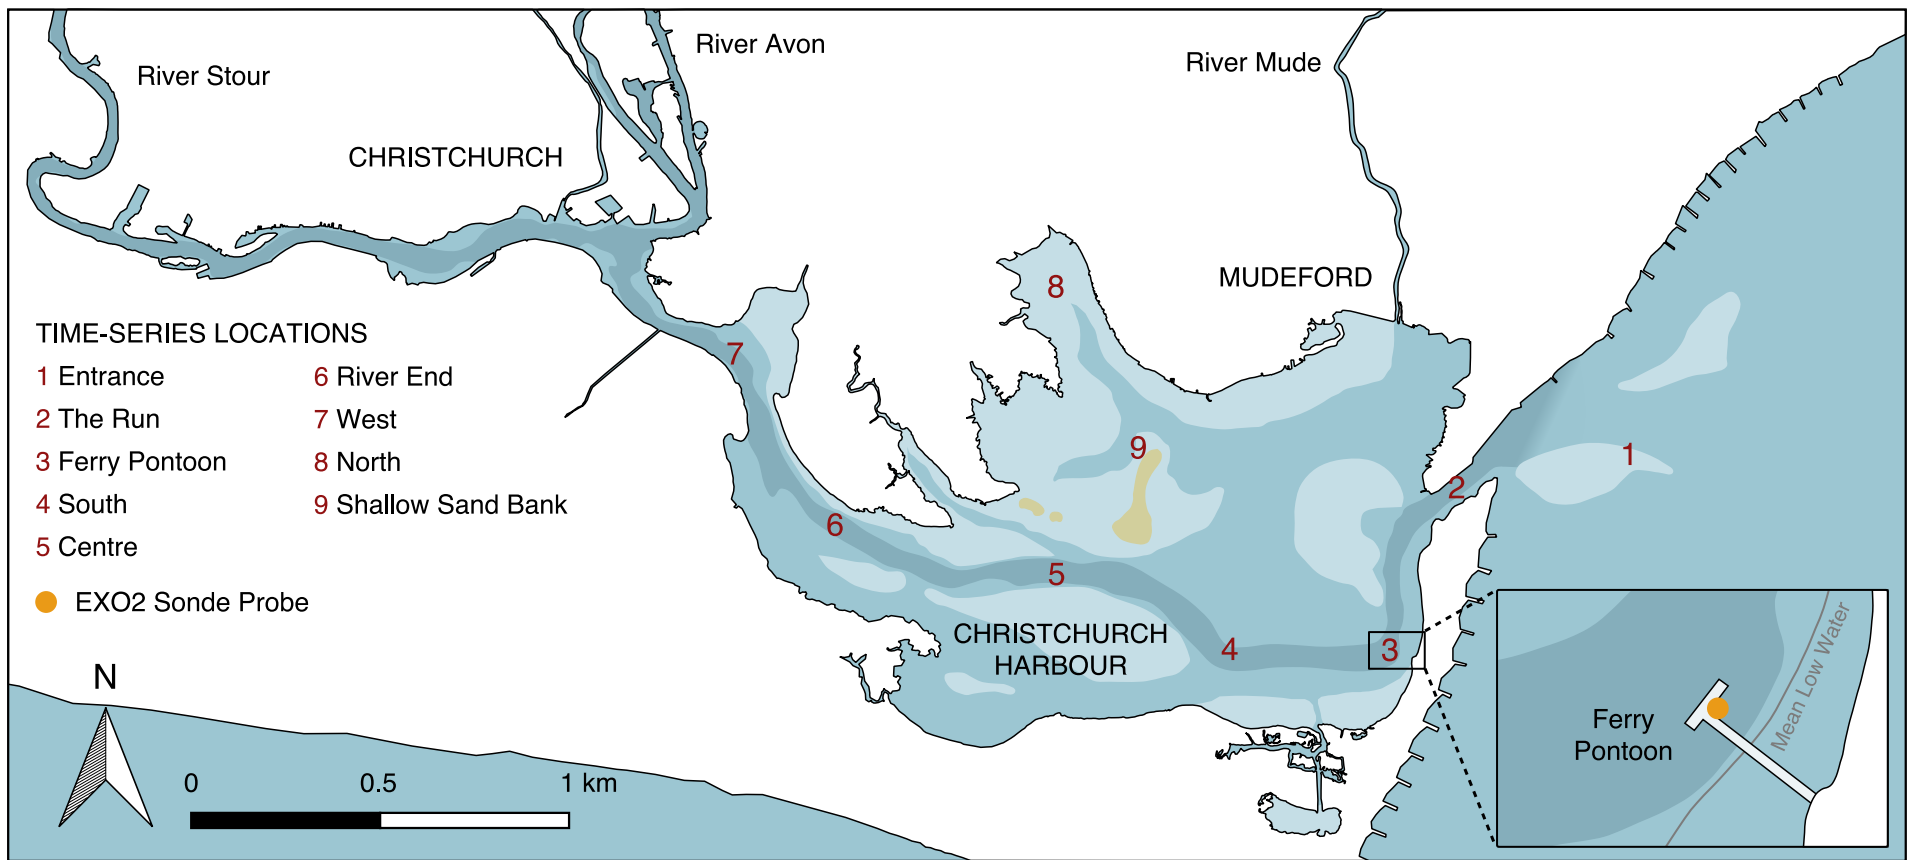 River Stour
River Avon
River Mude
CHRISTCHURCH
MUDEFORD
TIME-SERIES LOCATIONS
1 Entrance
2 The Run
3 Ferry Pontoon
4 South
5 Centre
6 River End
7 West
8 North
9 Shallow Sand Bank
EXO2 Sonde Probe
N
0 0.5 1 km
7
8
9
6
5
4
3
2
1
CHRISTCHURCH
HARBOUR
Ferry
Pontoon
Mean Low Water